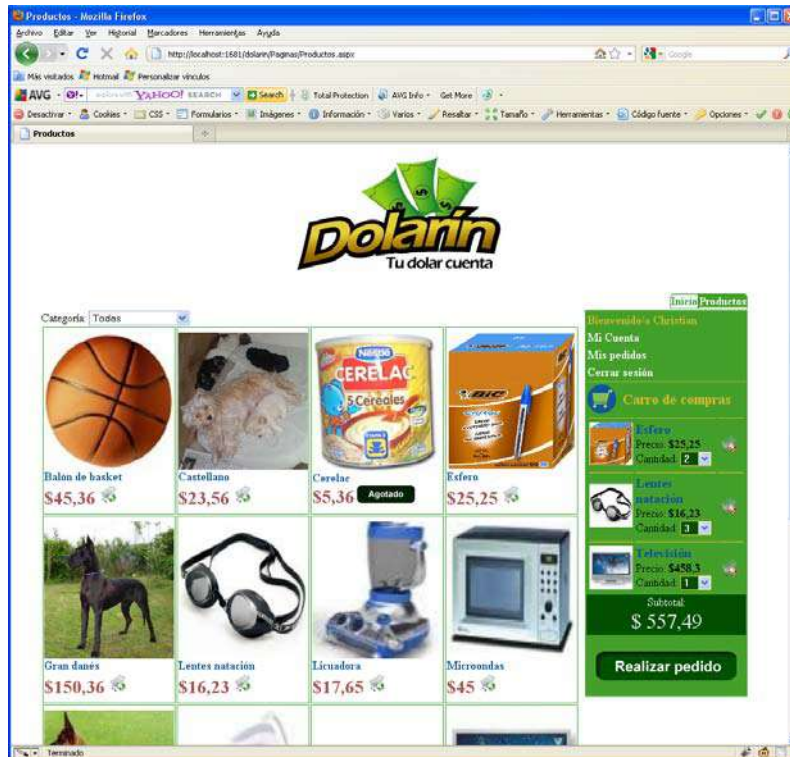 Productos - Mozilla Firefox
Archivo Editar Ver Historial Marcadores Herramientas Ayuda
http://localhost:1681/dolarin/Paginas/Productos.aspx
Google
Más visitados Hotmail Personalizar vínculos
AVG YAHOO! SEARCH Search Total Protection AVG Info Get More
Desactivar Cookies CSS Formularios Imágenes Información Varios Resaltar Tamaño Herramientas Código fuente Opciones
Productos
Dolarín
Tu dolar cuenta
Inicio Productos
Categoría: Todas
Bienvenido/a Christian
Mi Cuenta
Mis pedidos
Cerrar sesión
Carro de compras
Nestlé
CERELAC
5 Cereales
BIC
Balon de basket
$45,36
Castellano
$23,56
Cerelac
$5,36 Agotado
Esfero
$25,25
Esfero
Precio: $25,25
Cantidad: 2
Lentes
natación
Precio: $16,23
Cantidad: 3
Televisión
Precio: $458,3
Cantidad: 1
Subtotal:
$ 557,49
Realizar pedido
Gran danés
$150,36
Lentes natación
$16,23
Licuadora
$17,65
Microondas
$45
Terminado